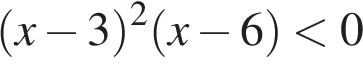 (x − 3)²(x − 6) < 0